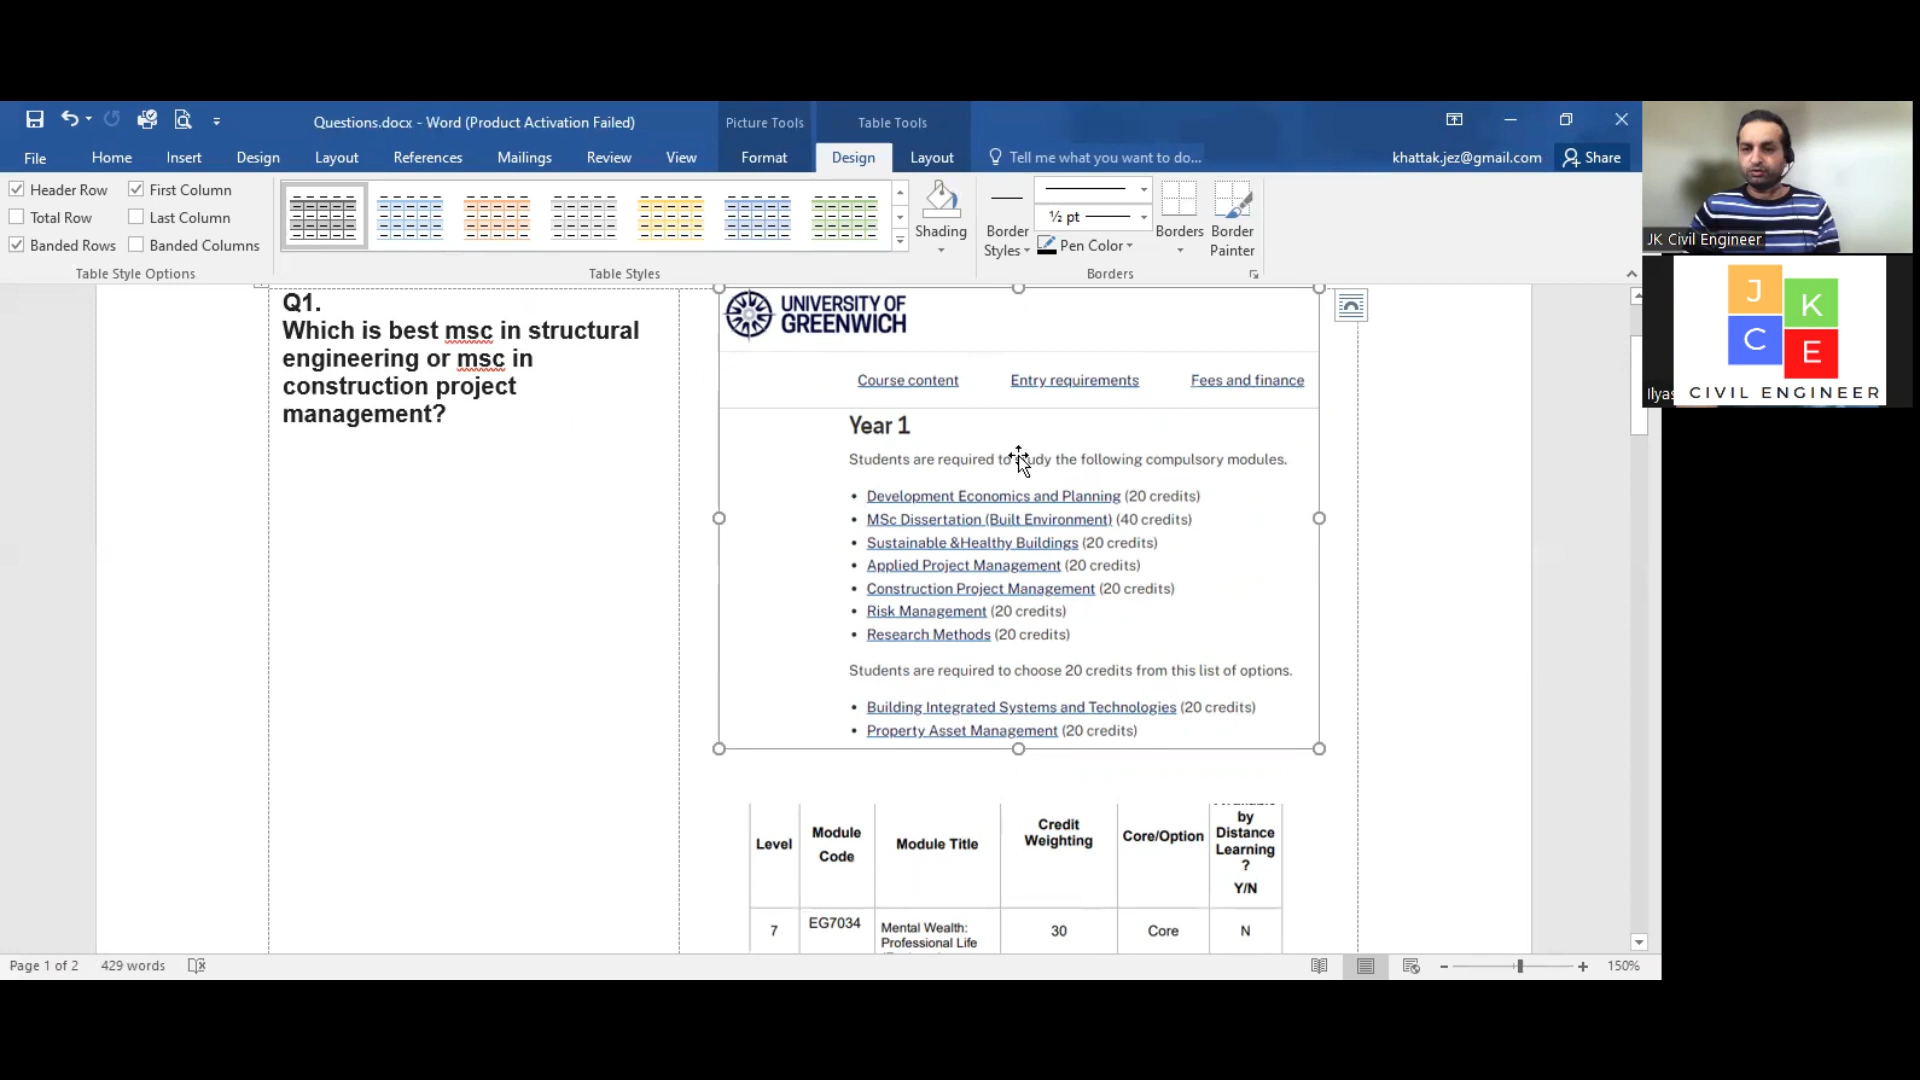 Questions.docx - Word (Product Activation Failed)
Picture Tools
Table Tools
File
Home
Insert
Design
Layout
References
Mailings
Review
View
Format
Design
Layout
Tell me what you want to do...
khattak.jez@gmail.com
Share
Header Row
First Column
Total Row
Last Column
Banded Rows
Banded Columns
Table Style Options
Table Styles
Shading
Border Styles
½ pt
Pen Color
Borders
Border Painter
Borders
JK Civil Engineer
J
K
C
E
CIVIL ENGINEER
Ilyas
Q1.
Which is best msc in structural
engineering or msc in
construction project
management?
UNIVERSITY OF
GREENWICH
Course content
Entry requirements
Fees and finance
Year 1
Students are required to study the following compulsory modules.
• Development Economics and Planning (20 credits)
• MSc Dissertation (Built Environment) (40 credits)
• Sustainable &Healthy Buildings (20 credits)
• Applied Project Management (20 credits)
• Construction Project Management (20 credits)
• Risk Management (20 credits)
• Research Methods (20 credits)
Students are required to choose 20 credits from this list of options.
• Building Integrated Systems and Technologies (20 credits)
• Property Asset Management (20 credits)
Level
Module
Code
Module Title
Credit
Weighting
Core/Option
by
Distance
Learning
?
Y/N
7
EG7034
Mental Wealth:
Professional Life
30
Core
N
Page 1 of 2
429 words
150%